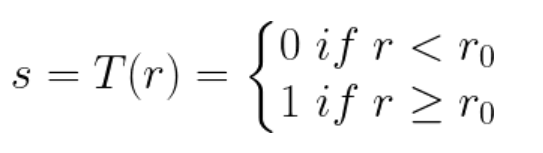 s = T(r) = { 0 if r < r₀
1 if r ≥ r₀